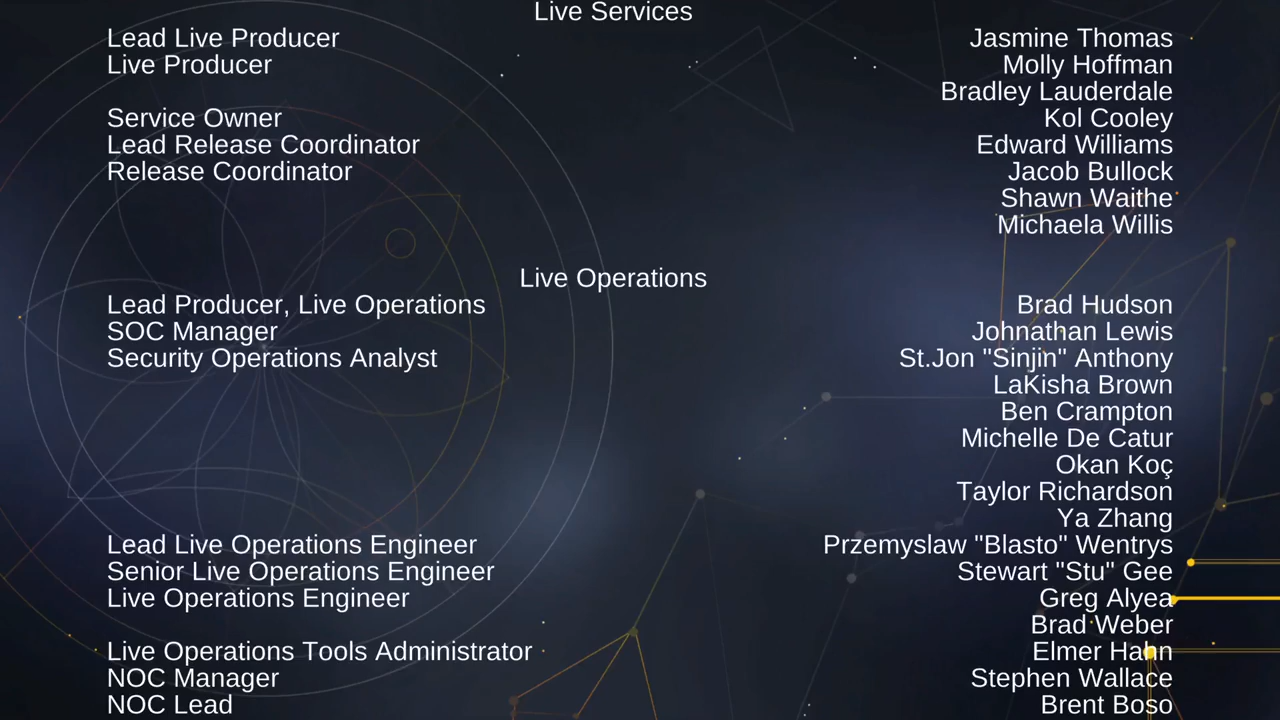 Live Services
Lead Live Producer Jasmine Thomas
Live Producer Molly Hoffman
Bradley Lauderdale
Service Owner Kol Cooley
Lead Release Coordinator Edward Williams
Release Coordinator Jacob Bullock
Shawn Waithe
Michaela Willis
Live Operations
Lead Producer, Live Operations Brad Hudson
SOC Manager Johnathan Lewis
Security Operations Analyst St.Jon "Sinjin" Anthony
LaKisha Brown
Ben Crampton
Michelle De Catur
Okan Koç
Taylor Richardson
Ya Zhang
Lead Live Operations Engineer Przemyslaw "Blasto" Wentrys
Senior Live Operations Engineer Stewart "Stu" Gee
Live Operations Engineer Greg Alyea
Brad Weber
Live Operations Tools Administrator Elmer Hahn
NOC Manager Stephen Wallace
NOC Lead Brent Boso